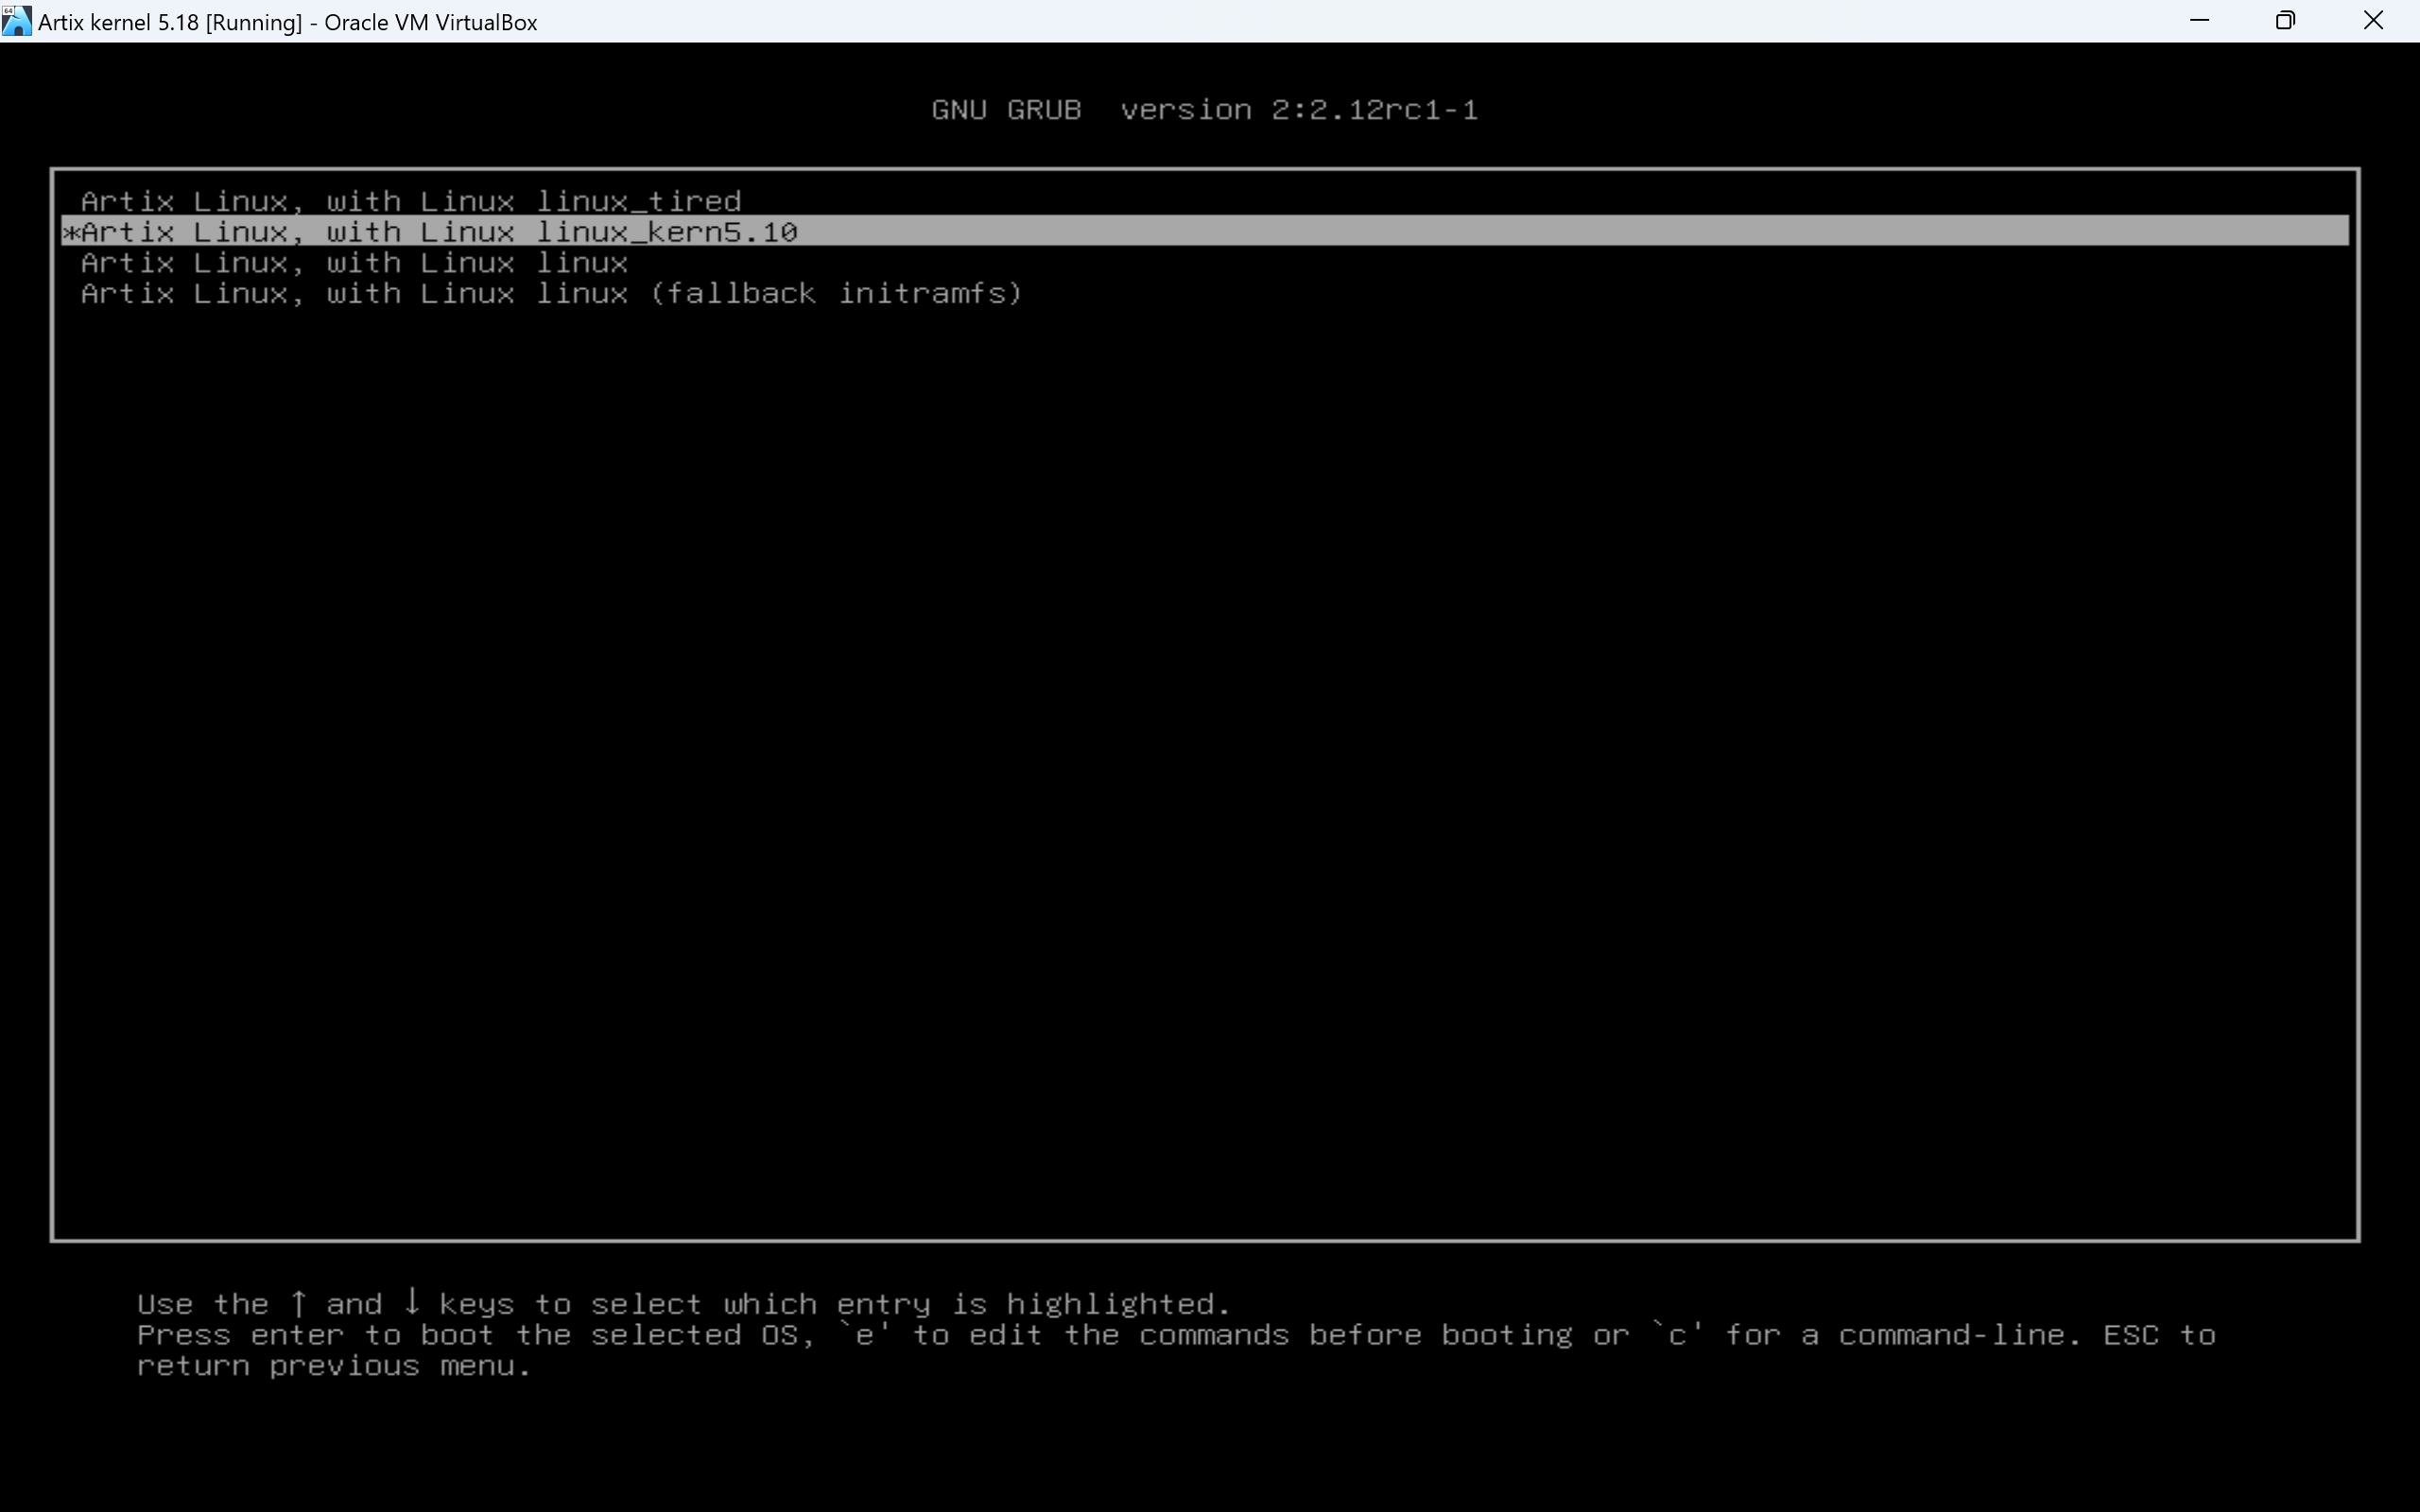 64
Artix kernel 5.18 [Running] - Oracle VM VirtualBox
GNU GRUB  version 2:2.12rc1-1
Artix Linux, with Linux linux_tired
*Artix Linux, with Linux linux_kern5.10
Artix Linux, with Linux linux
Artix Linux, with Linux linux (fallback initramfs)
Use the ↑ and ↓ keys to select which entry is highlighted.
Press enter to boot the selected OS, `e' to edit the commands before booting or `c' for a command-line. ESC to
return previous menu.